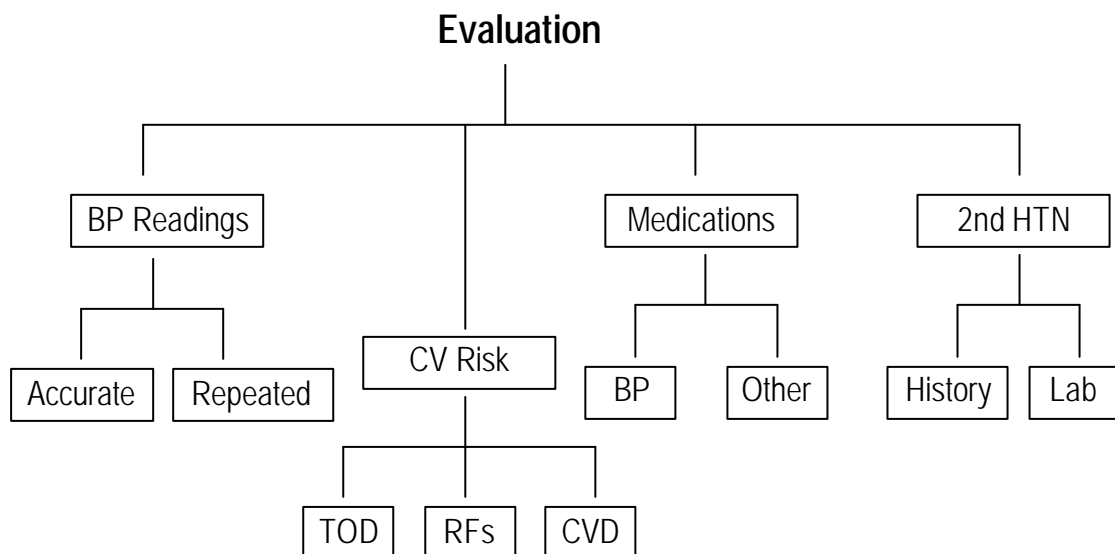 Evaluation
BP Readings
Medications
2nd HTN
CV Risk
Accurate
Repeated
BP
Other
History
Lab
TOD
RFs
CVD